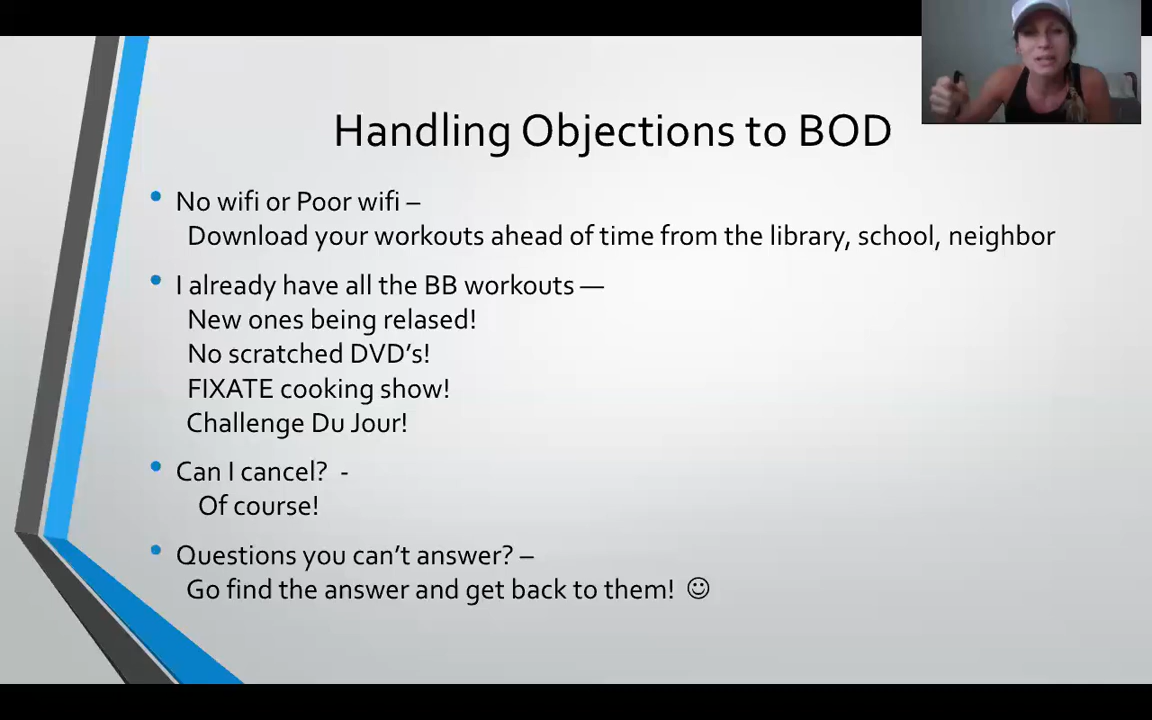 Handling Objections to BOD
• No wifi or Poor wifi –
Download your workouts ahead of time from the library, school, neighbor
• I already have all the BB workouts —
New ones being relased!
No scratched DVD’s!
FIXATE cooking show!
Challenge Du Jour!
• Can I cancel?  -
Of course!
• Questions you can’t answer? –
Go find the answer and get back to them! ☺